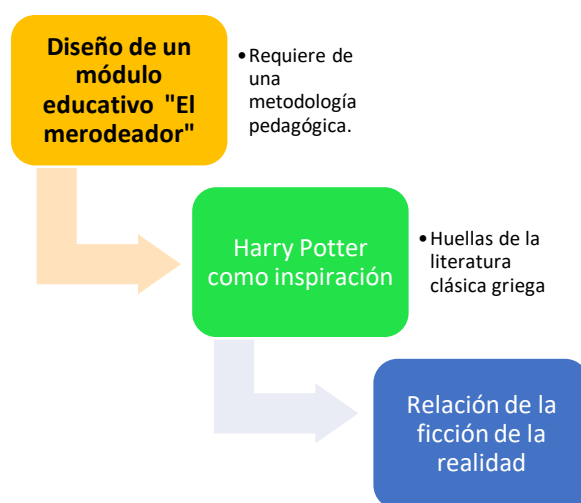 Diseño de un
módulo
educativo "El
merodeador"
•Requiere de
una
metodología
pedagógica.
Harry Potter
como inspiración
•Huellas de la
literatura
clásica griega
Relación de la
ficción de la
realidad